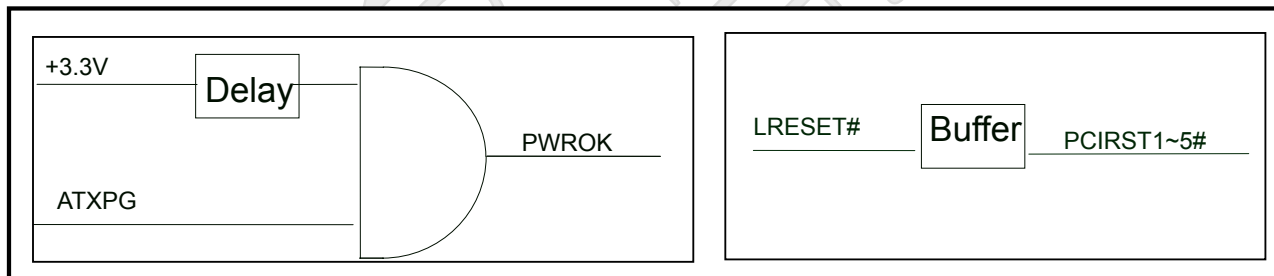 +3.3V
Delay
PWROK
ATXPG
LRESET#
Buffer
PCIRST1~5#